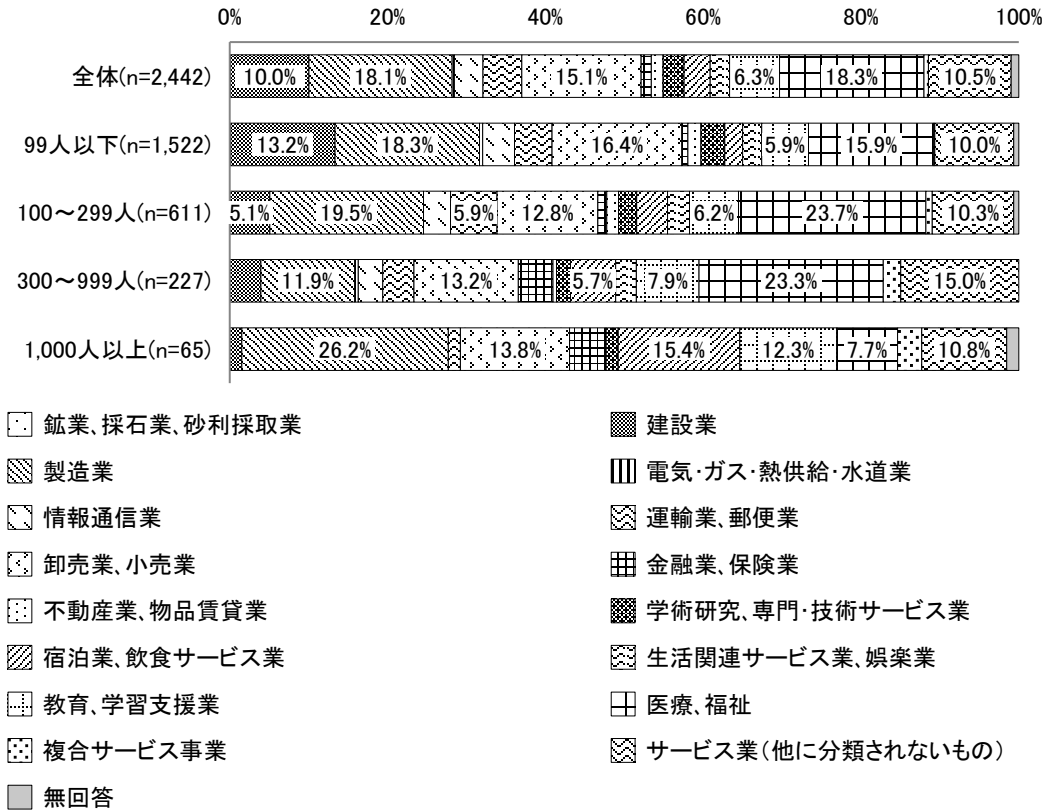 0% 20% 40% 60% 80% 100%
全体(n=2,442) 10.0% 18.1% 15.1% 6.3% 18.3% 10.5%
99人以下(n=1,522) 13.2% 18.3% 16.4% 5.9% 15.9% 10.0%
100～299人(n=611) 5.1% 19.5% 5.9% 12.8% 6.2% 23.7% 10.3%
300～999人(n=227) 11.9% 13.2% 5.7% 7.9% 23.3% 15.0%
1,000人以上(n=65) 26.2% 13.8% 15.4% 12.3% 7.7% 10.8%
鉱業、採石業、砂利採取業 建設業
製造業 電気・ガス・熱供給・水道業
情報通信業 運輸業、郵便業
卸売業、小売業 金融業、保険業
不動産業、物品賃貸業 学術研究、専門・技術サービス業
宿泊業、飲食サービス業 生活関連サービス業、娯楽業
教育、学習支援業 医療、福祉
複合サービス事業 サービス業（他に分類されないもの）
無回答